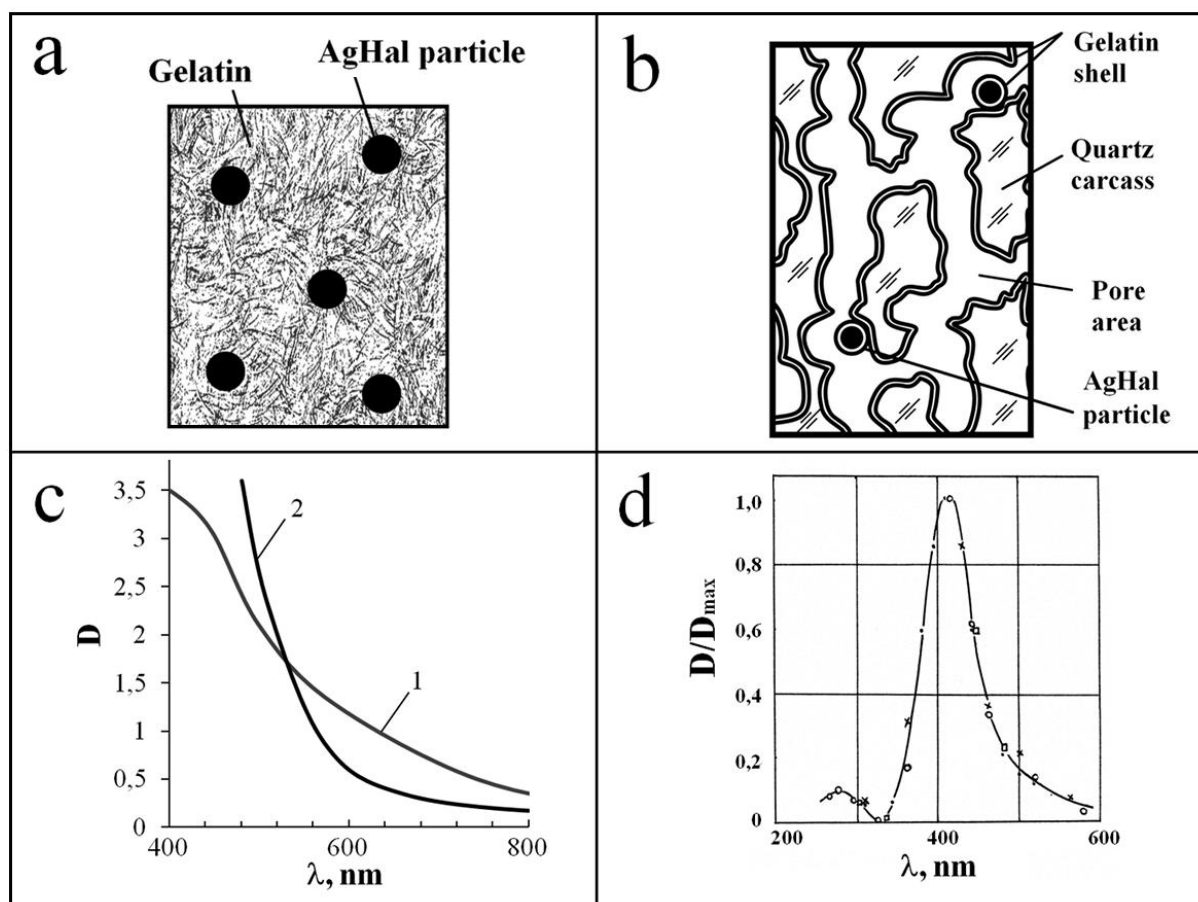 a
Gelatin
AgHal particle
b
Gelatin
shell
Quartz
carcass
Pore
area
AgHal
particle
c
3,5
3
2,5
2
1,5
1
0,5
0
D
2
1
400
600
800
λ, nm
d
1,0
0,8
0,6
0,4
0,2
0
D/Dmax
200
400
600
λ, nm